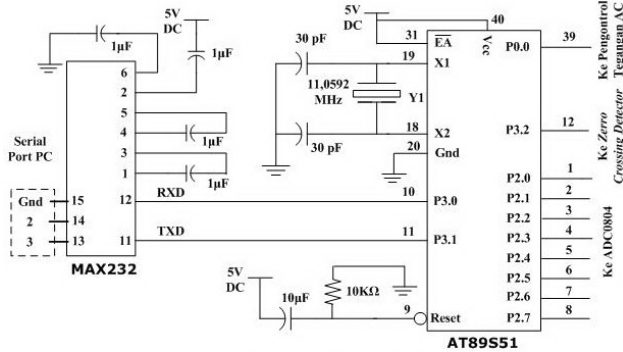 5V
DC
1µF
6
2
1µF
5
4
1µF
3
1
1µF
Serial
Port PC
Gnd
2
3
15
14
13
12
11
RXD
TXD
MAX232
5V
DC
30 pF
11,0592
MHz
Y1
30 pF
31
19
18
20
10
11
9
40
EA
X1
X2
Gnd
P3.0
P3.1
Reset
Vcc
P0.0
P3.2
P2.0
P2.1
P2.2
P2.3
P2.4
P2.5
P2.6
P2.7
39
12
1
2
3
4
5
6
7
8
Ke Pengontrol
Tegangan AC
Ke Zerro
Crossing Detector
Ke ADC0804
5V
DC
10µF
10KΩ
AT89S51